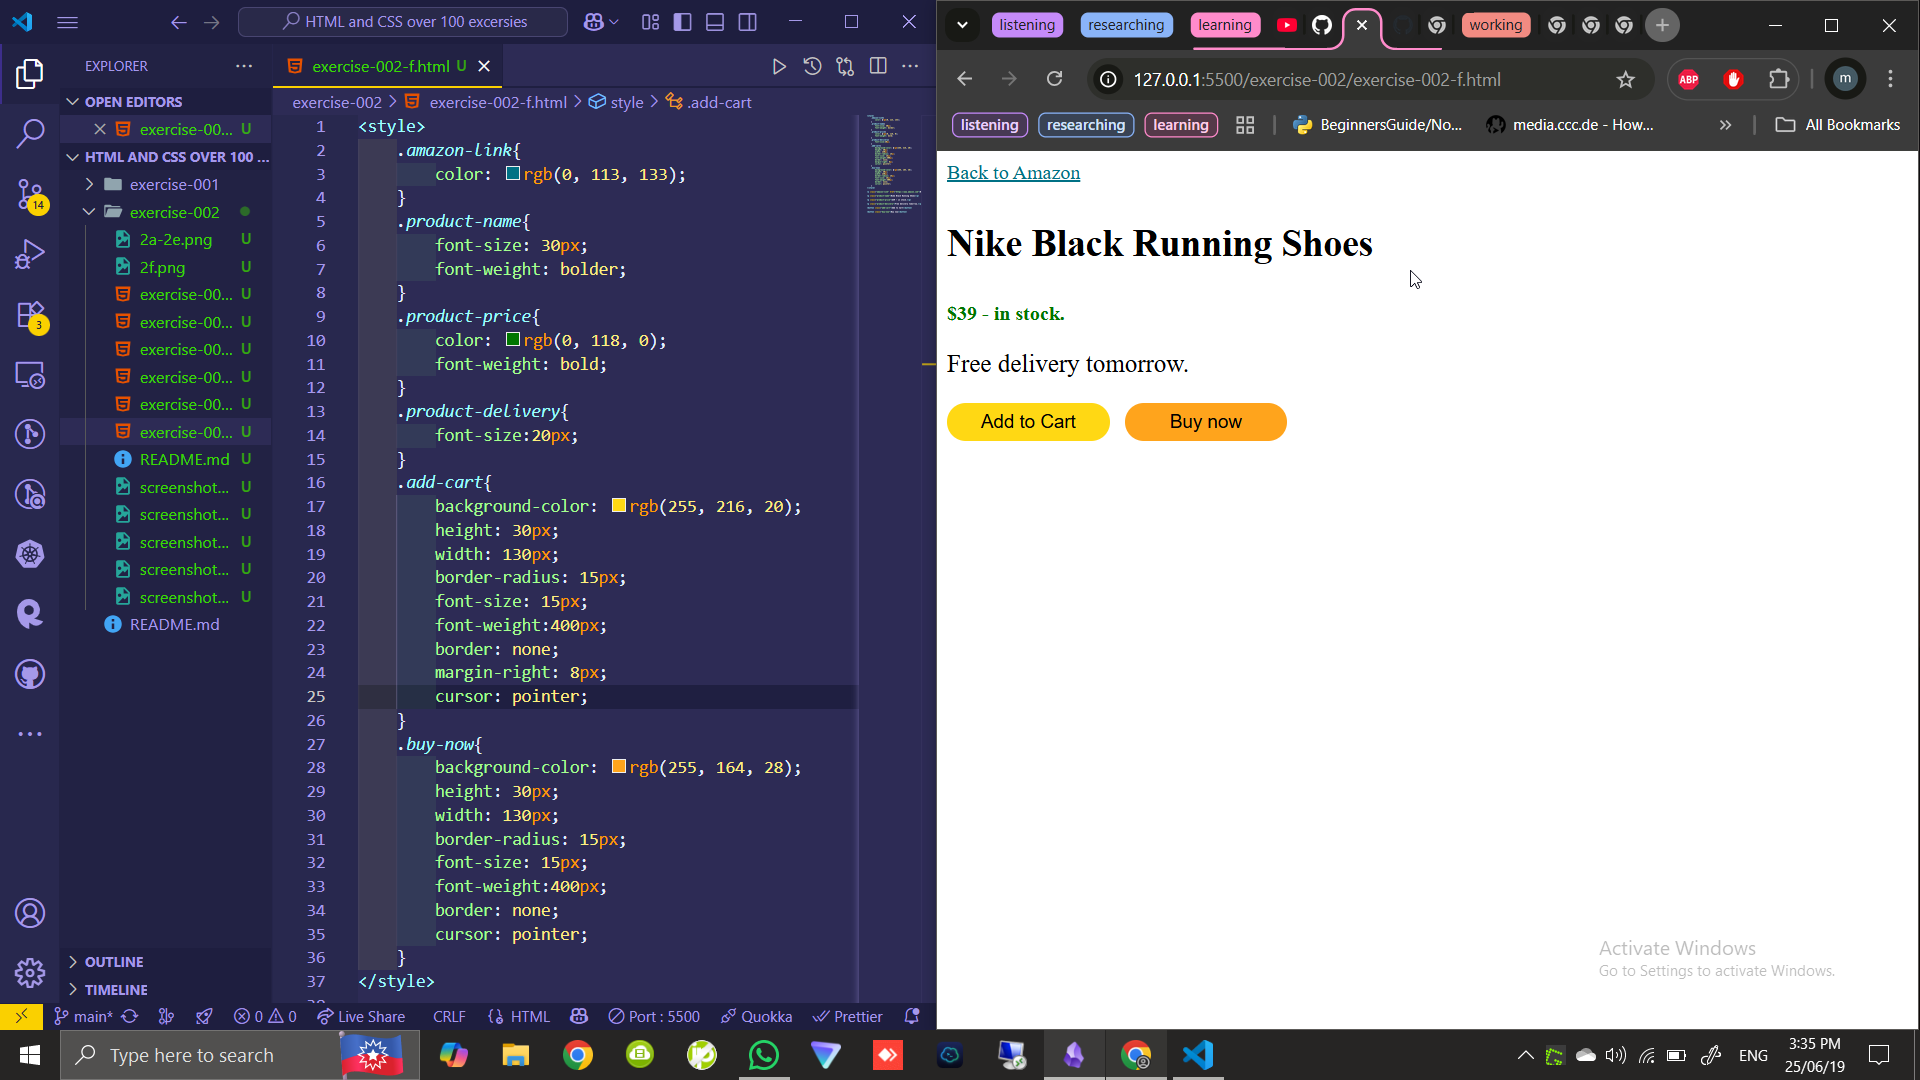 HTML and CSS over 100 excersies
EXPLORER
exercise-002-f.html U
OPEN EDITORS
exercise-00... U
HTML AND CSS OVER 100 ...
exercise-001
exercise-002
2a-2e.png U
2f.png U
exercise-00... U
exercise-00... U
exercise-00... U
exercise-00... U
exercise-00... U
exercise-00... U
README.md U
screenshot... U
screenshot... U
screenshot... U
screenshot... U
screenshot... U
README.md
OUTLINE
TIMELINE
14
3
exercise-002 > exercise-002-f.html > style > .add-cart
1 <style>
2 .amazon-link{
3 color: rgb(0, 113, 133);
4 }
5 .product-name{
6 font-size: 30px;
7 font-weight: bolder;
8 }
9 .product-price{
10 color: rgb(0, 118, 0);
11 font-weight: bold;
12 }
13 .product-delivery{
14 font-size:20px;
15 }
16 .add-cart{
17 background-color: rgb(255, 216, 20);
18 height: 30px;
19 width: 130px;
20 border-radius: 15px;
21 font-size: 15px;
22 font-weight:400px;
23 border: none;
24 margin-right: 8px;
25 cursor: pointer;
26 }
27 .buy-now{
28 background-color: rgb(255, 164, 28);
29 height: 30px;
30 width: 130px;
31 border-radius: 15px;
32 font-size: 15px;
33 font-weight:400px;
34 border: none;
35 cursor: pointer;
36 }
37 </style>
main* 0 0 Live Share CRLF HTML Port : 5500 Quokka Prettier
listening researching learning working
127.0.0.1:5500/exercise-002/exercise-002-f.html
ABP
m
listening researching learning BeginnersGuide/No... media.ccc.de - How... All Bookmarks
Back to Amazon
Nike Black Running Shoes
$39 - in stock.
Free delivery tomorrow.
Add to Cart Buy now
Activate Windows
Go to Settings to activate Windows.
Type here to search
ENG
3:35 PM
25/06/19